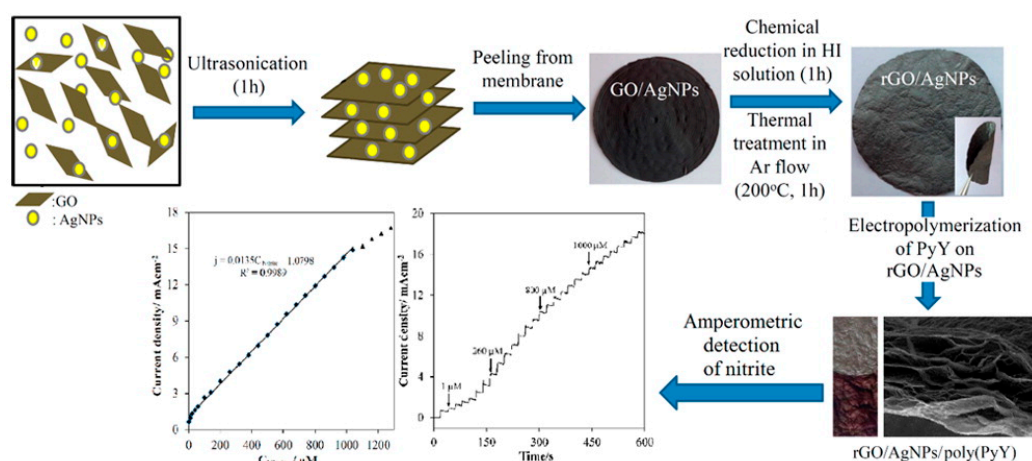 Ultrasonication
(1h)
Peeling from
membrane
GO/AgNPs
Chemical
reduction in HI
solution (1h)
Thermal
treatment in
Ar flow
(200°C, 1h)
rGO/AgNPs
:GO
: AgNPs
Electropolymerization
of PyY on
rGO/AgNPs
rGO/AgNPs/poly(PyY)
Amperometric
detection
of nitrite
Current density/ mAcm-2
18
15
12
9
6
3
0
0 200 400 600 800 1000 1200
j = 0.0135C 1.0798
R² = 0.9989
Current density/ mAcm-2
20
16
12
8
4
0
0 150 300 450 600
Time/s
1 µM
260 µM
800 µM
1000 µM